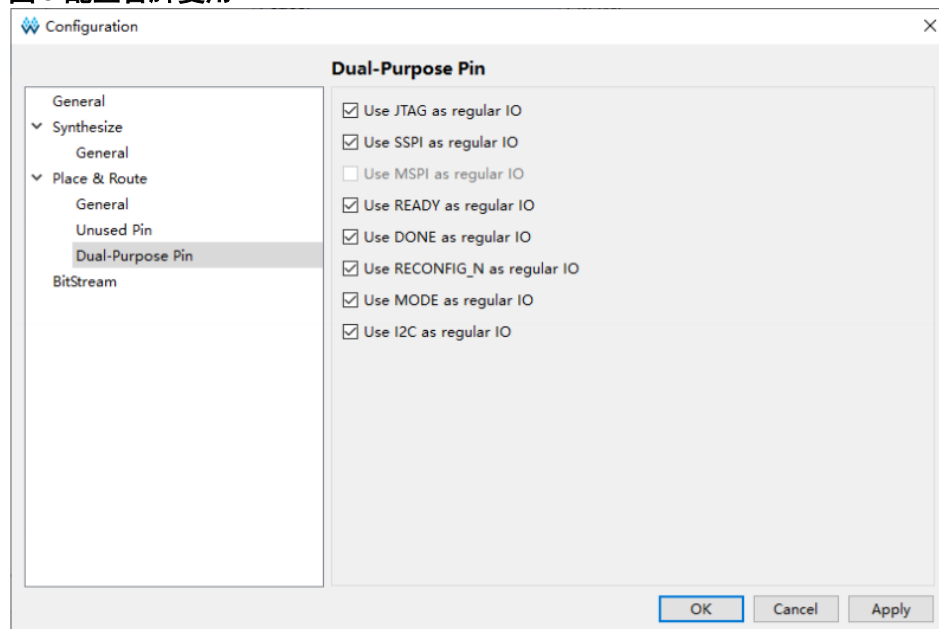 Configuration
Dual-Purpose Pin
General
Synthesize
General
Place & Route
General
Unused Pin
Dual-Purpose Pin
BitStream
Use JTAG as regular IO
Use SSPI as regular IO
Use MSPI as regular IO
Use READY as regular IO
Use DONE as regular IO
Use RECONFIG_N as regular IO
Use MODE as regular IO
Use I2C as regular IO
OK
Cancel
Apply